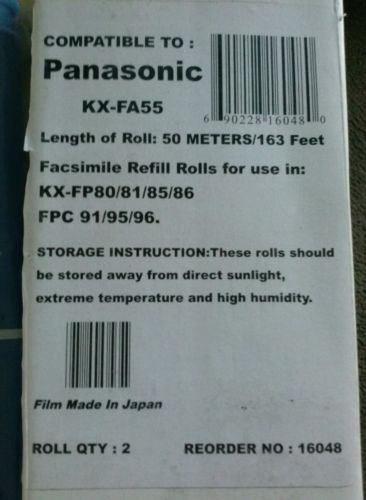 COMPATIBLE TO :
Panasonic
KX-FA55
6 90228 16048 0
Length of Roll: 50 METERS/163 Feet
Facsimile Refill Rolls for use in:
KX-FP80/81/85/86
FPC 91/95/96.
STORAGE INSTRUCTION:These rolls should
be stored away from direct sunlight,
extreme temperature and high humidity.
Film Made In Japan
ROLL QTY : 2 REORDER NO : 16048